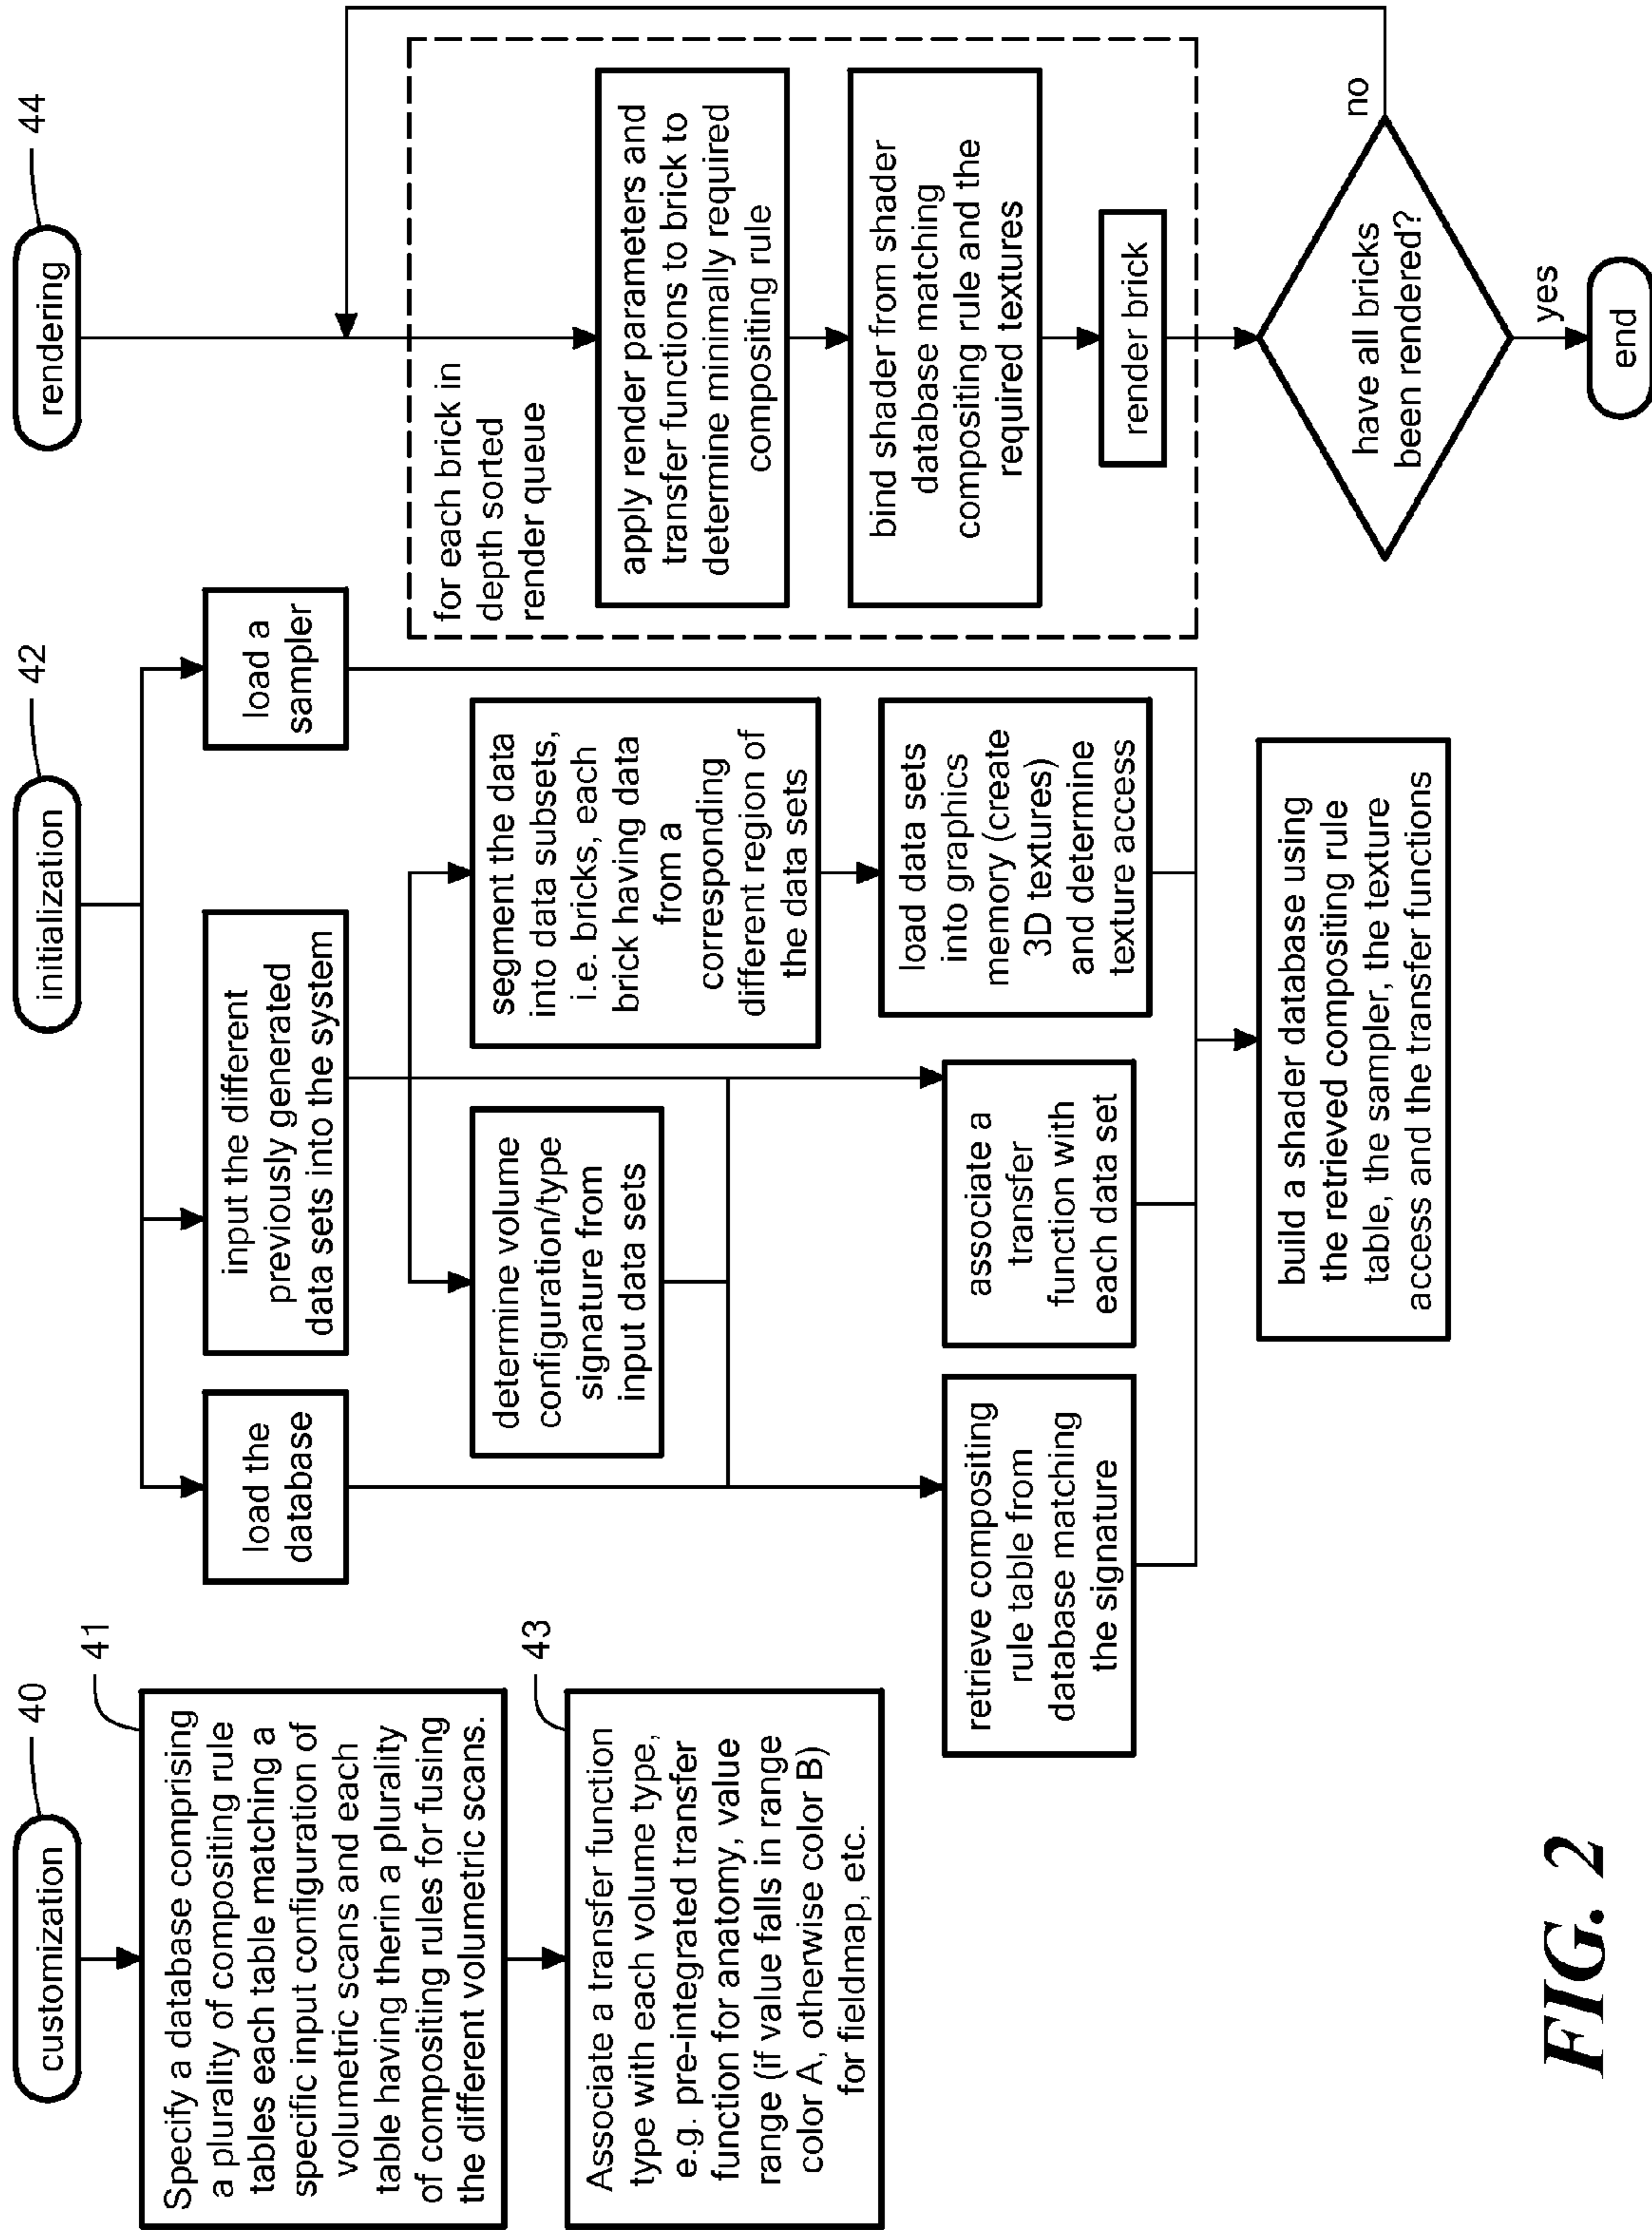 customization
40
Specify a database comprising
a plurality of compositing rule
tables each table matching a
specific input configuration of
volumetric scans and each
table having therin a plurality
of compositing rules for fusing
the different volumetric scans.
41
Associate a transfer function
type with each volume type,
e.g. pre-integrated transfer
function for anatomy, value
range (if value falls in range
color A, otherwise color B)
for fieldmap, etc.
43
initialization
42
load the
database
input the different
previously generated
data sets into the system
load a
sampler
determine volume
configuration/type
signature from
input data sets
segment the data
into data subsets,
i.e. bricks, each
brick having data
from a
corresponding
different region of
the data sets
retrieve compositing
rule table from
database matching
the signature
associate a
transfer
function with
each data set
load data sets
into graphics
memory (create
3D textures)
and determine
texture access
build a shader database using
the retrieved compositing rule
table, the sampler, the texture
access and the transfer functions
rendering
44
for each brick in
depth sorted
render queue
apply render parameters and
transfer functions to brick to
determine minimally required
compositing rule
bind shader from shader
database matching
compositing rule and the
required textures
render brick
have all bricks
been rendered?
no
yes
end
FIG. 2